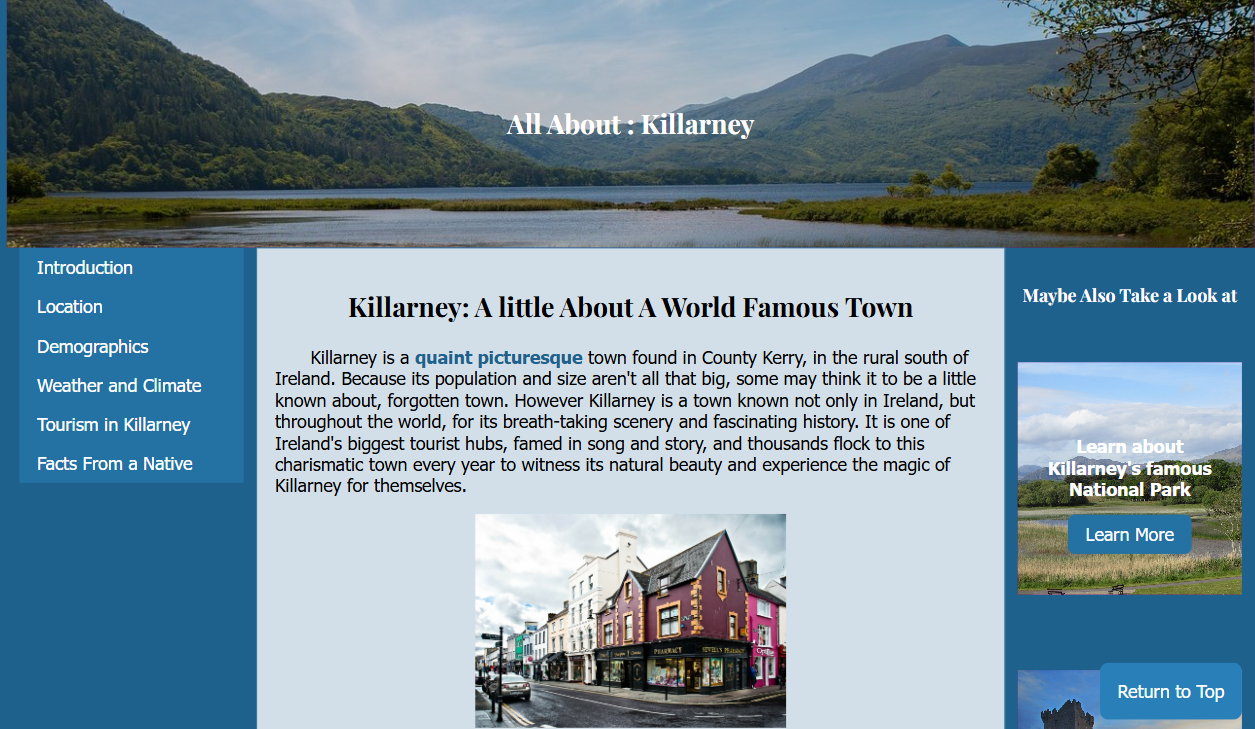 All About : Killarney
Introduction
Location
Demographics
Weather and Climate
Tourism in Killarney
Facts From a Native
Killarney: A little About A World Famous Town
Killarney is a quaint picturesque town found in County Kerry, in the rural south of
Ireland. Because its population and size aren't all that big, some may think it to be a little
known about, forgotten town. However Killarney is a town known not only in Ireland, but
throughout the world, for its breath-taking scenery and fascinating history. It is one of
Ireland's biggest tourist hubs, famed in song and story, and thousands flock to this
charismatic town every year to witness its natural beauty and experience the magic of
Killarney for themselves.
PHARMACY
PHARMACY
Maybe Also Take a Look at
Learn about
Killarney's famous
National Park
Learn More
Return to Top